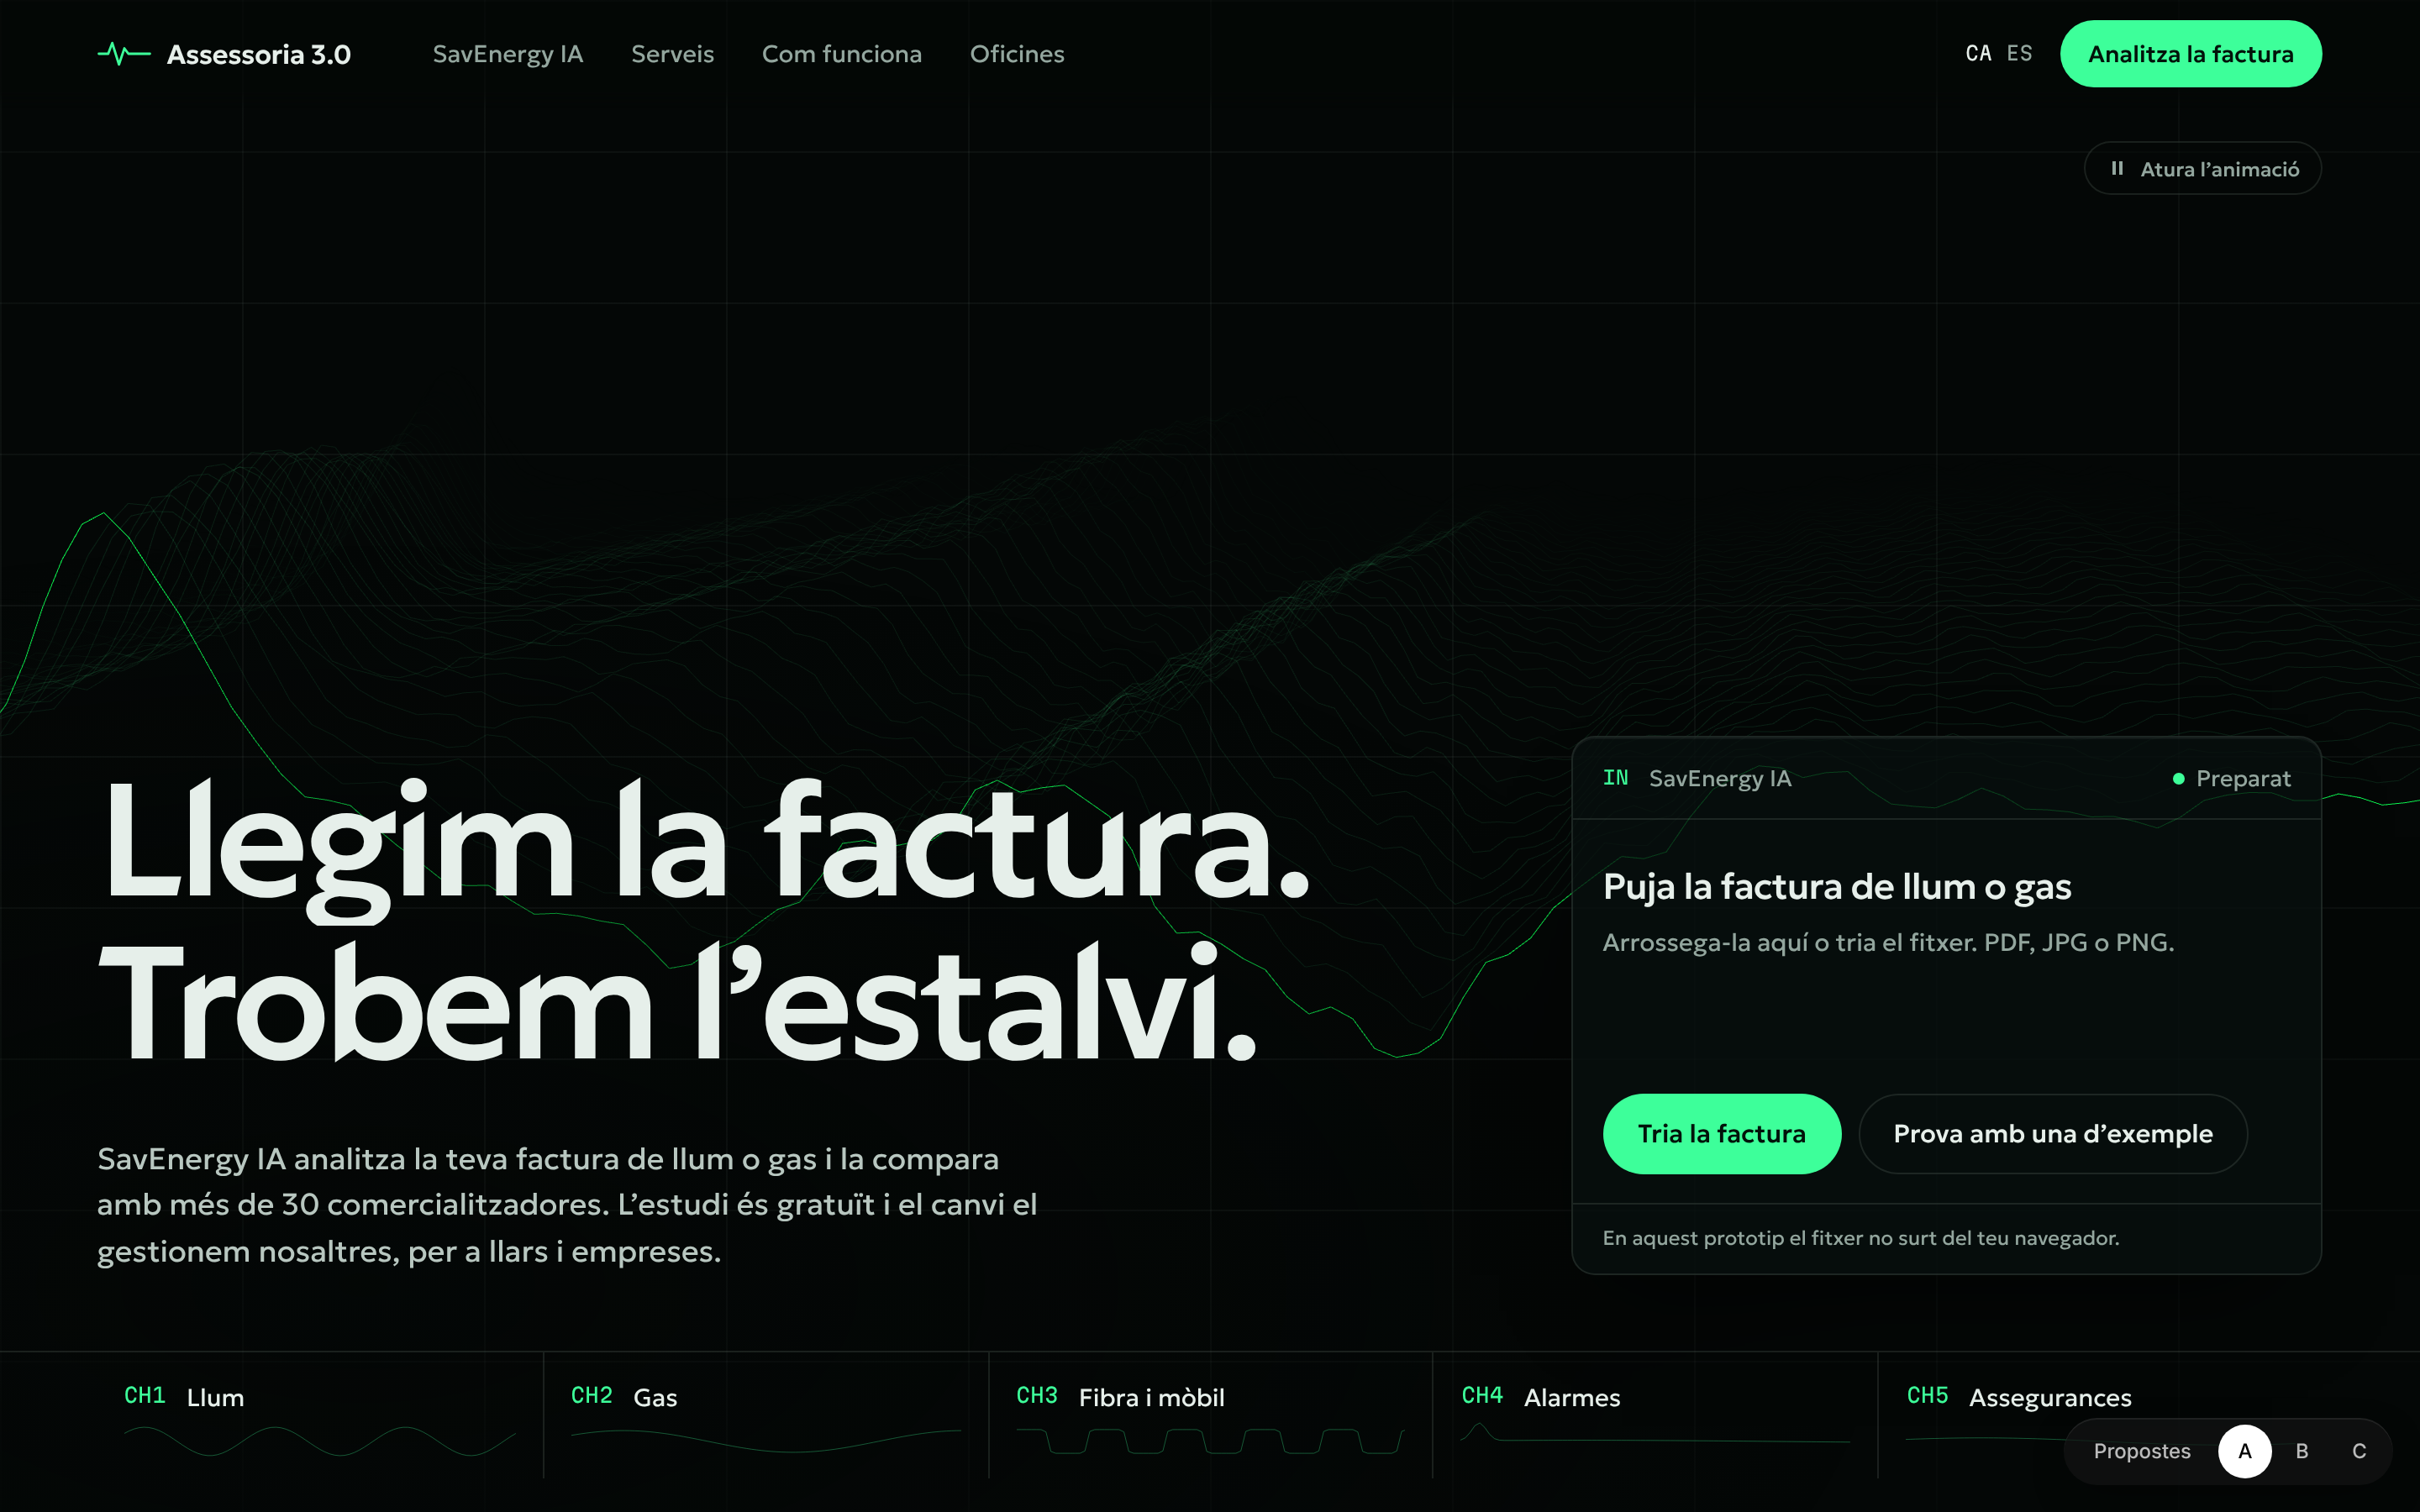 Assessoria 3.0
SavEnergy IA
Serveis
Com funciona
Oficines
CA ES
Analitza la factura
Atura l’animació
Llegim la factura.
Trobem l’estalvi.
SavEnergy IA analitza la teva factura de llum o gas i la compara
amb més de 30 comercialitzadores. L’estudi és gratuït i el canvi el
gestionem nosaltres, per a llars i empreses.
IN SavEnergy IA
Preparat
Puja la factura de llum o gas
Arrossega-la aquí o tria el fitxer. PDF, JPG o PNG.
Tria la factura
Prova amb una d’exemple
En aquest prototip el fitxer no surt del teu navegador.
CH1 Llum
CH2 Gas
CH3 Fibra i mòbil
CH4 Alarmes
CH5 Assegurances
Propostes A B C